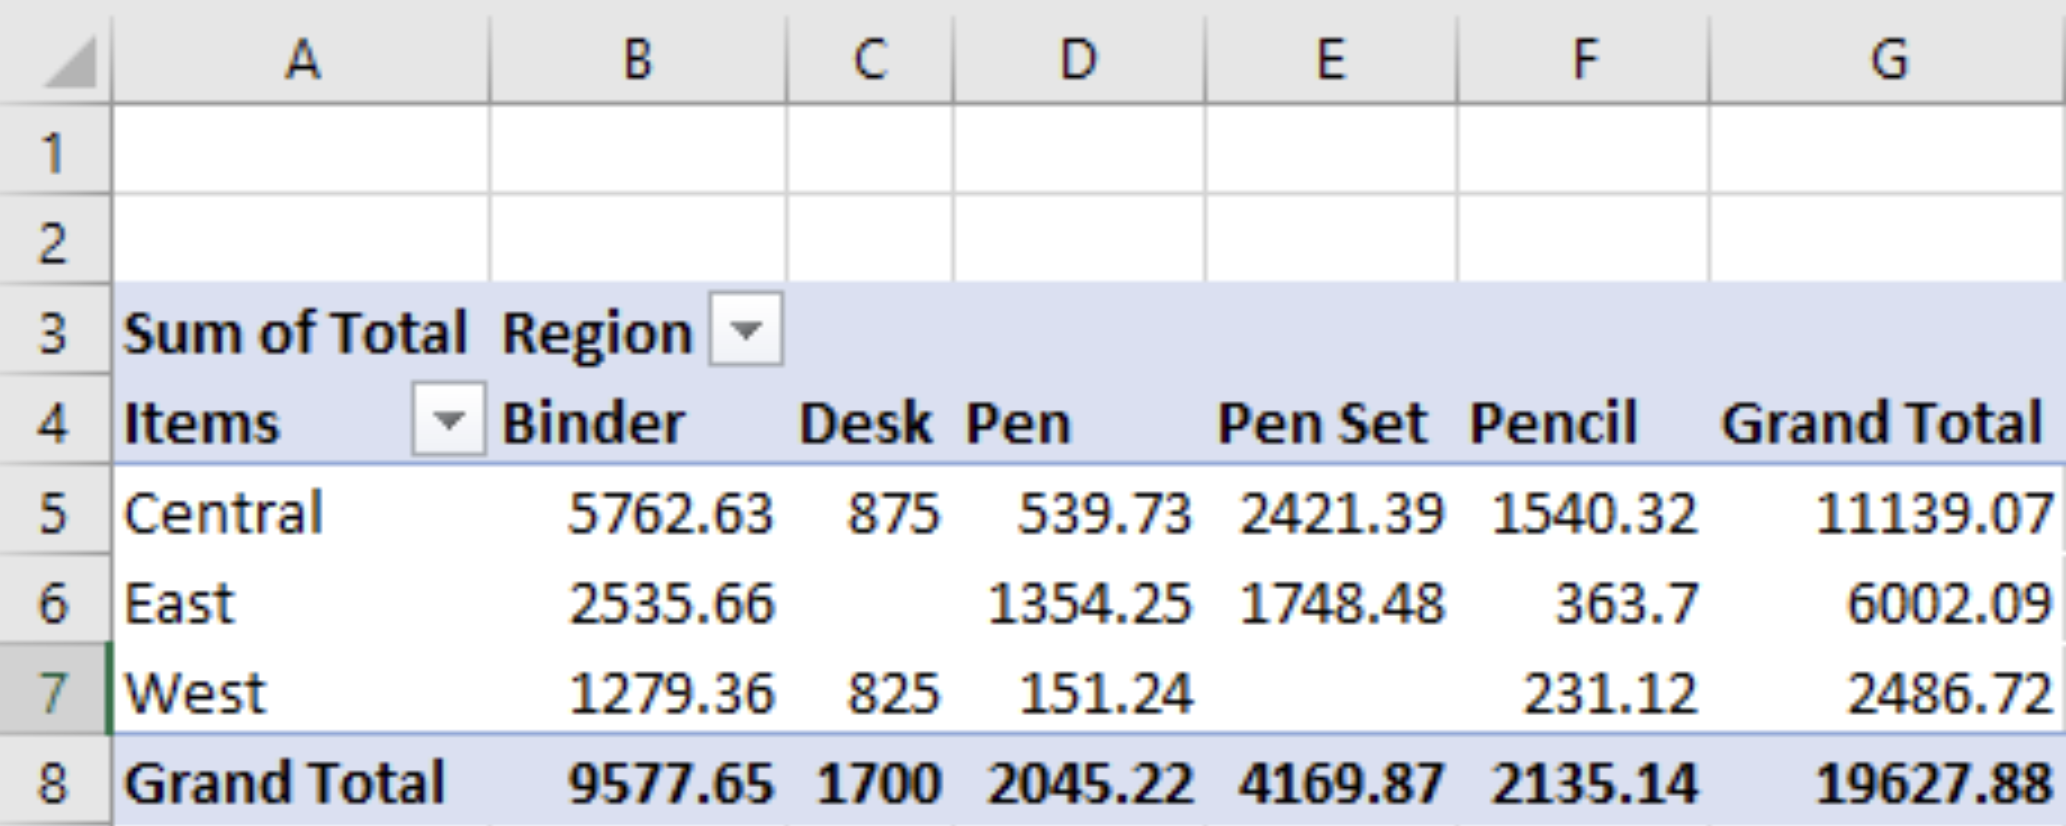 A B C D E F G
1
2
3 Sum of Total Region
4 Items Binder Desk Pen Pen Set Pencil Grand Total
5 Central 5762.63 875 539.73 2421.39 1540.32 11139.07
6 East 2535.66 1354.25 1748.48 363.7 6002.09
7 West 1279.36 825 151.24 231.12 2486.72
8 Grand Total 9577.65 1700 2045.22 4169.87 2135.14 19627.88